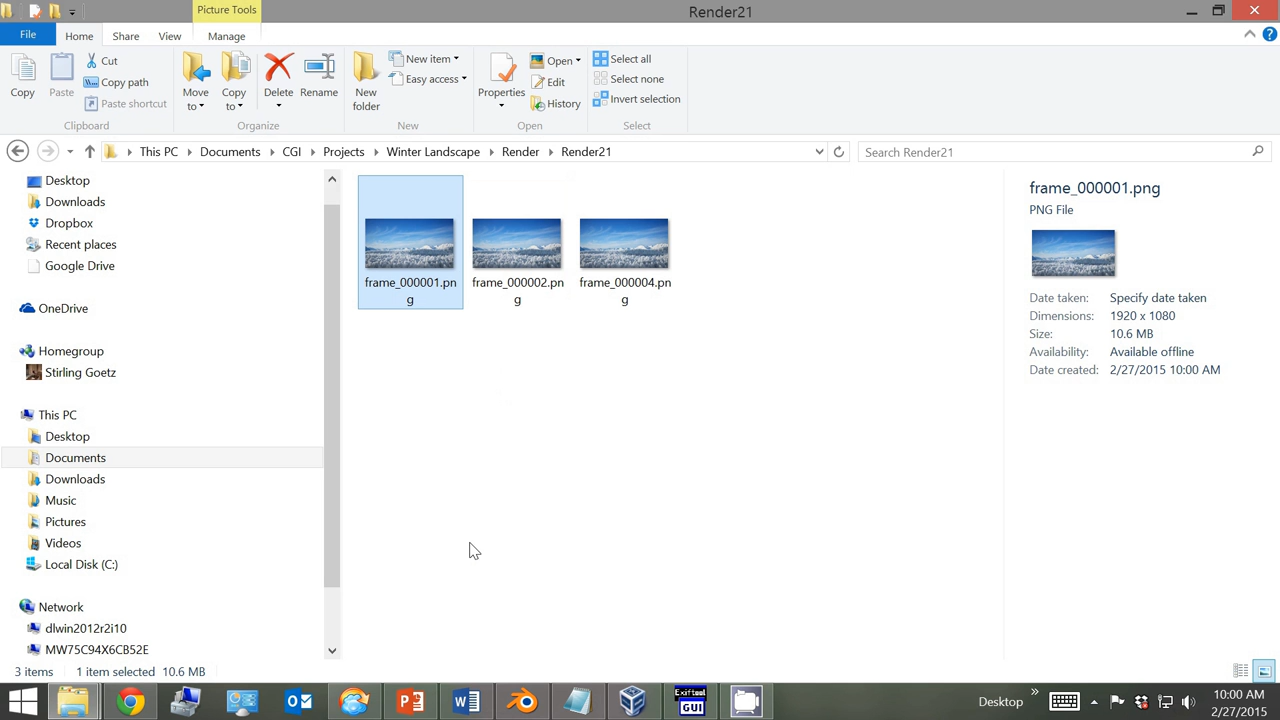 Picture Tools
Render21
File
Home
Share
View
Manage
Copy
Paste
Cut
Copy path
Paste shortcut
Clipboard
Move
to
Copy
to
Delete
Rename
Organize
New
folder
New item
Easy access
New
Properties
Open
Edit
History
Open
Select all
Select none
Invert selection
Select
This PC
Documents
CGI
Projects
Winter Landscape
Render
Render21
Search Render21
Desktop
Downloads
Dropbox
Recent places
Google Drive
OneDrive
Homegroup
Stirling Goetz
This PC
Desktop
Documents
Downloads
Music
Pictures
Videos
Local Disk (C:)
Network
dlwin2012r2i10
MW75C94X6CB52E
frame_000001.pn
g
frame_000002.pn
g
frame_000004.pn
g
frame_000001.png
PNG File
Date taken: Specify date taken
Dimensions: 1920 x 1080
Size: 10.6 MB
Availability: Available offline
Date created: 2/27/2015 10:00 AM
3 items 1 item selected 10.6 MB
Exiftool
GUI
Desktop
10:00 AM
2/27/2015